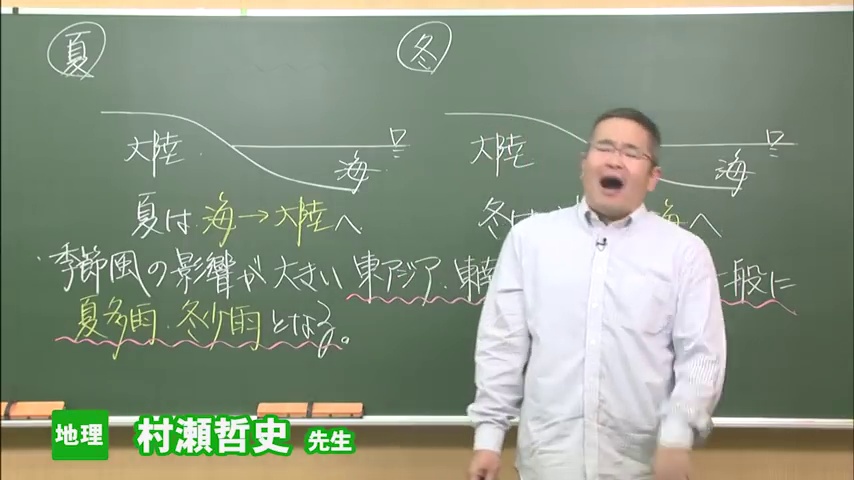 夏
冬
大陸
海
大陸
海
夏は 海→大陸へ
冬は 海へ
・季節風の影響が大きい 東アジア・東南 一般に
夏多雨・冬少雨となる。
地理 村瀬哲史 先生